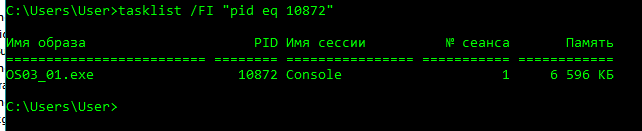 C:\Users\User>tasklist /FI "pid eq 10872"
Имя образа                     PID Имя сессии          № сеанса       Память
========================= ======== ================ =========== ============
OS03_01.exe                  10872 Console                    1     6 596 КБ
C:\Users\User>